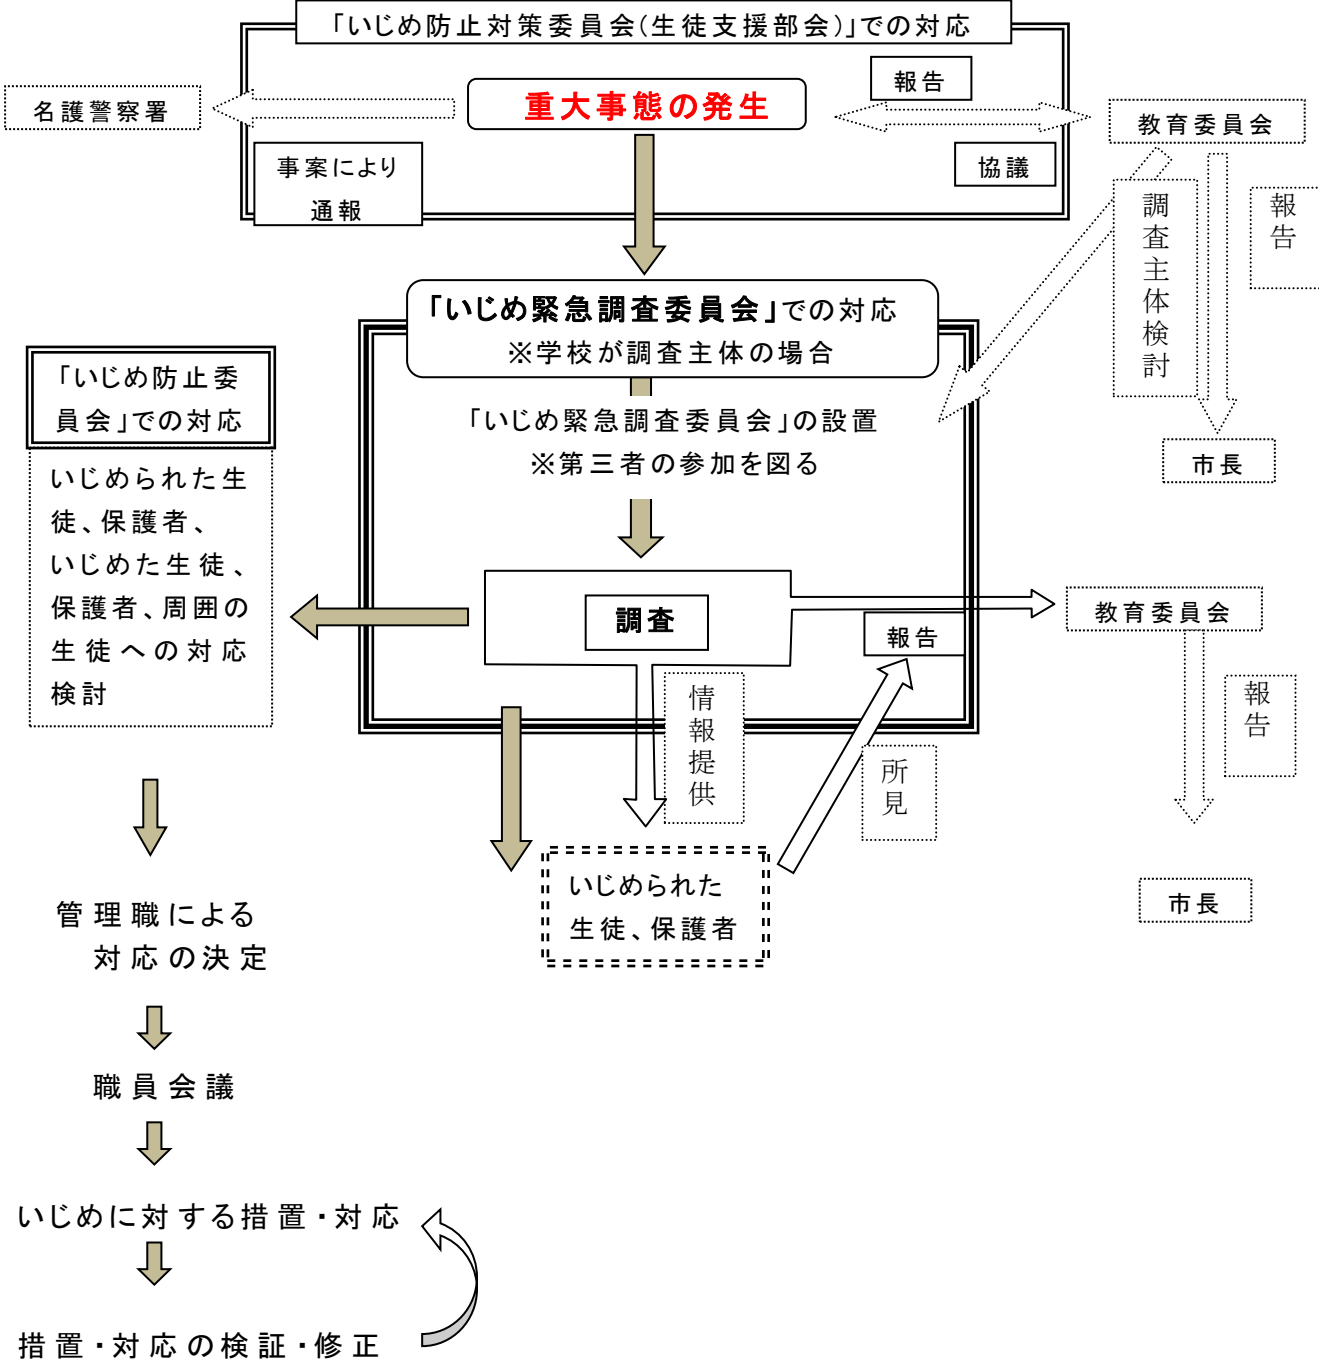 「いじめ防止対策委員会(生徒支援部会)」での対応
名護警察署
重大事態の発生
報告
教育委員会
事案により
通報
協議
調査主体検討
報告
「いじめ緊急調査委員会」での対応
※学校が調査主体の場合
「いじめ緊急調査委員会」の設置
※第三者の参加を図る
市長
「いじめ防止委
員会」での対応
いじめられた生
徒、保護者、
いじめた生徒、
保護者、周囲の
生徒への対応
検討
調査
報告
教育委員会
情報提供
所見
報告
いじめられた
生徒、保護者
市長
管理職による
対応の決定
職員会議
いじめに対する措置・対応
措置・対応の検証・修正